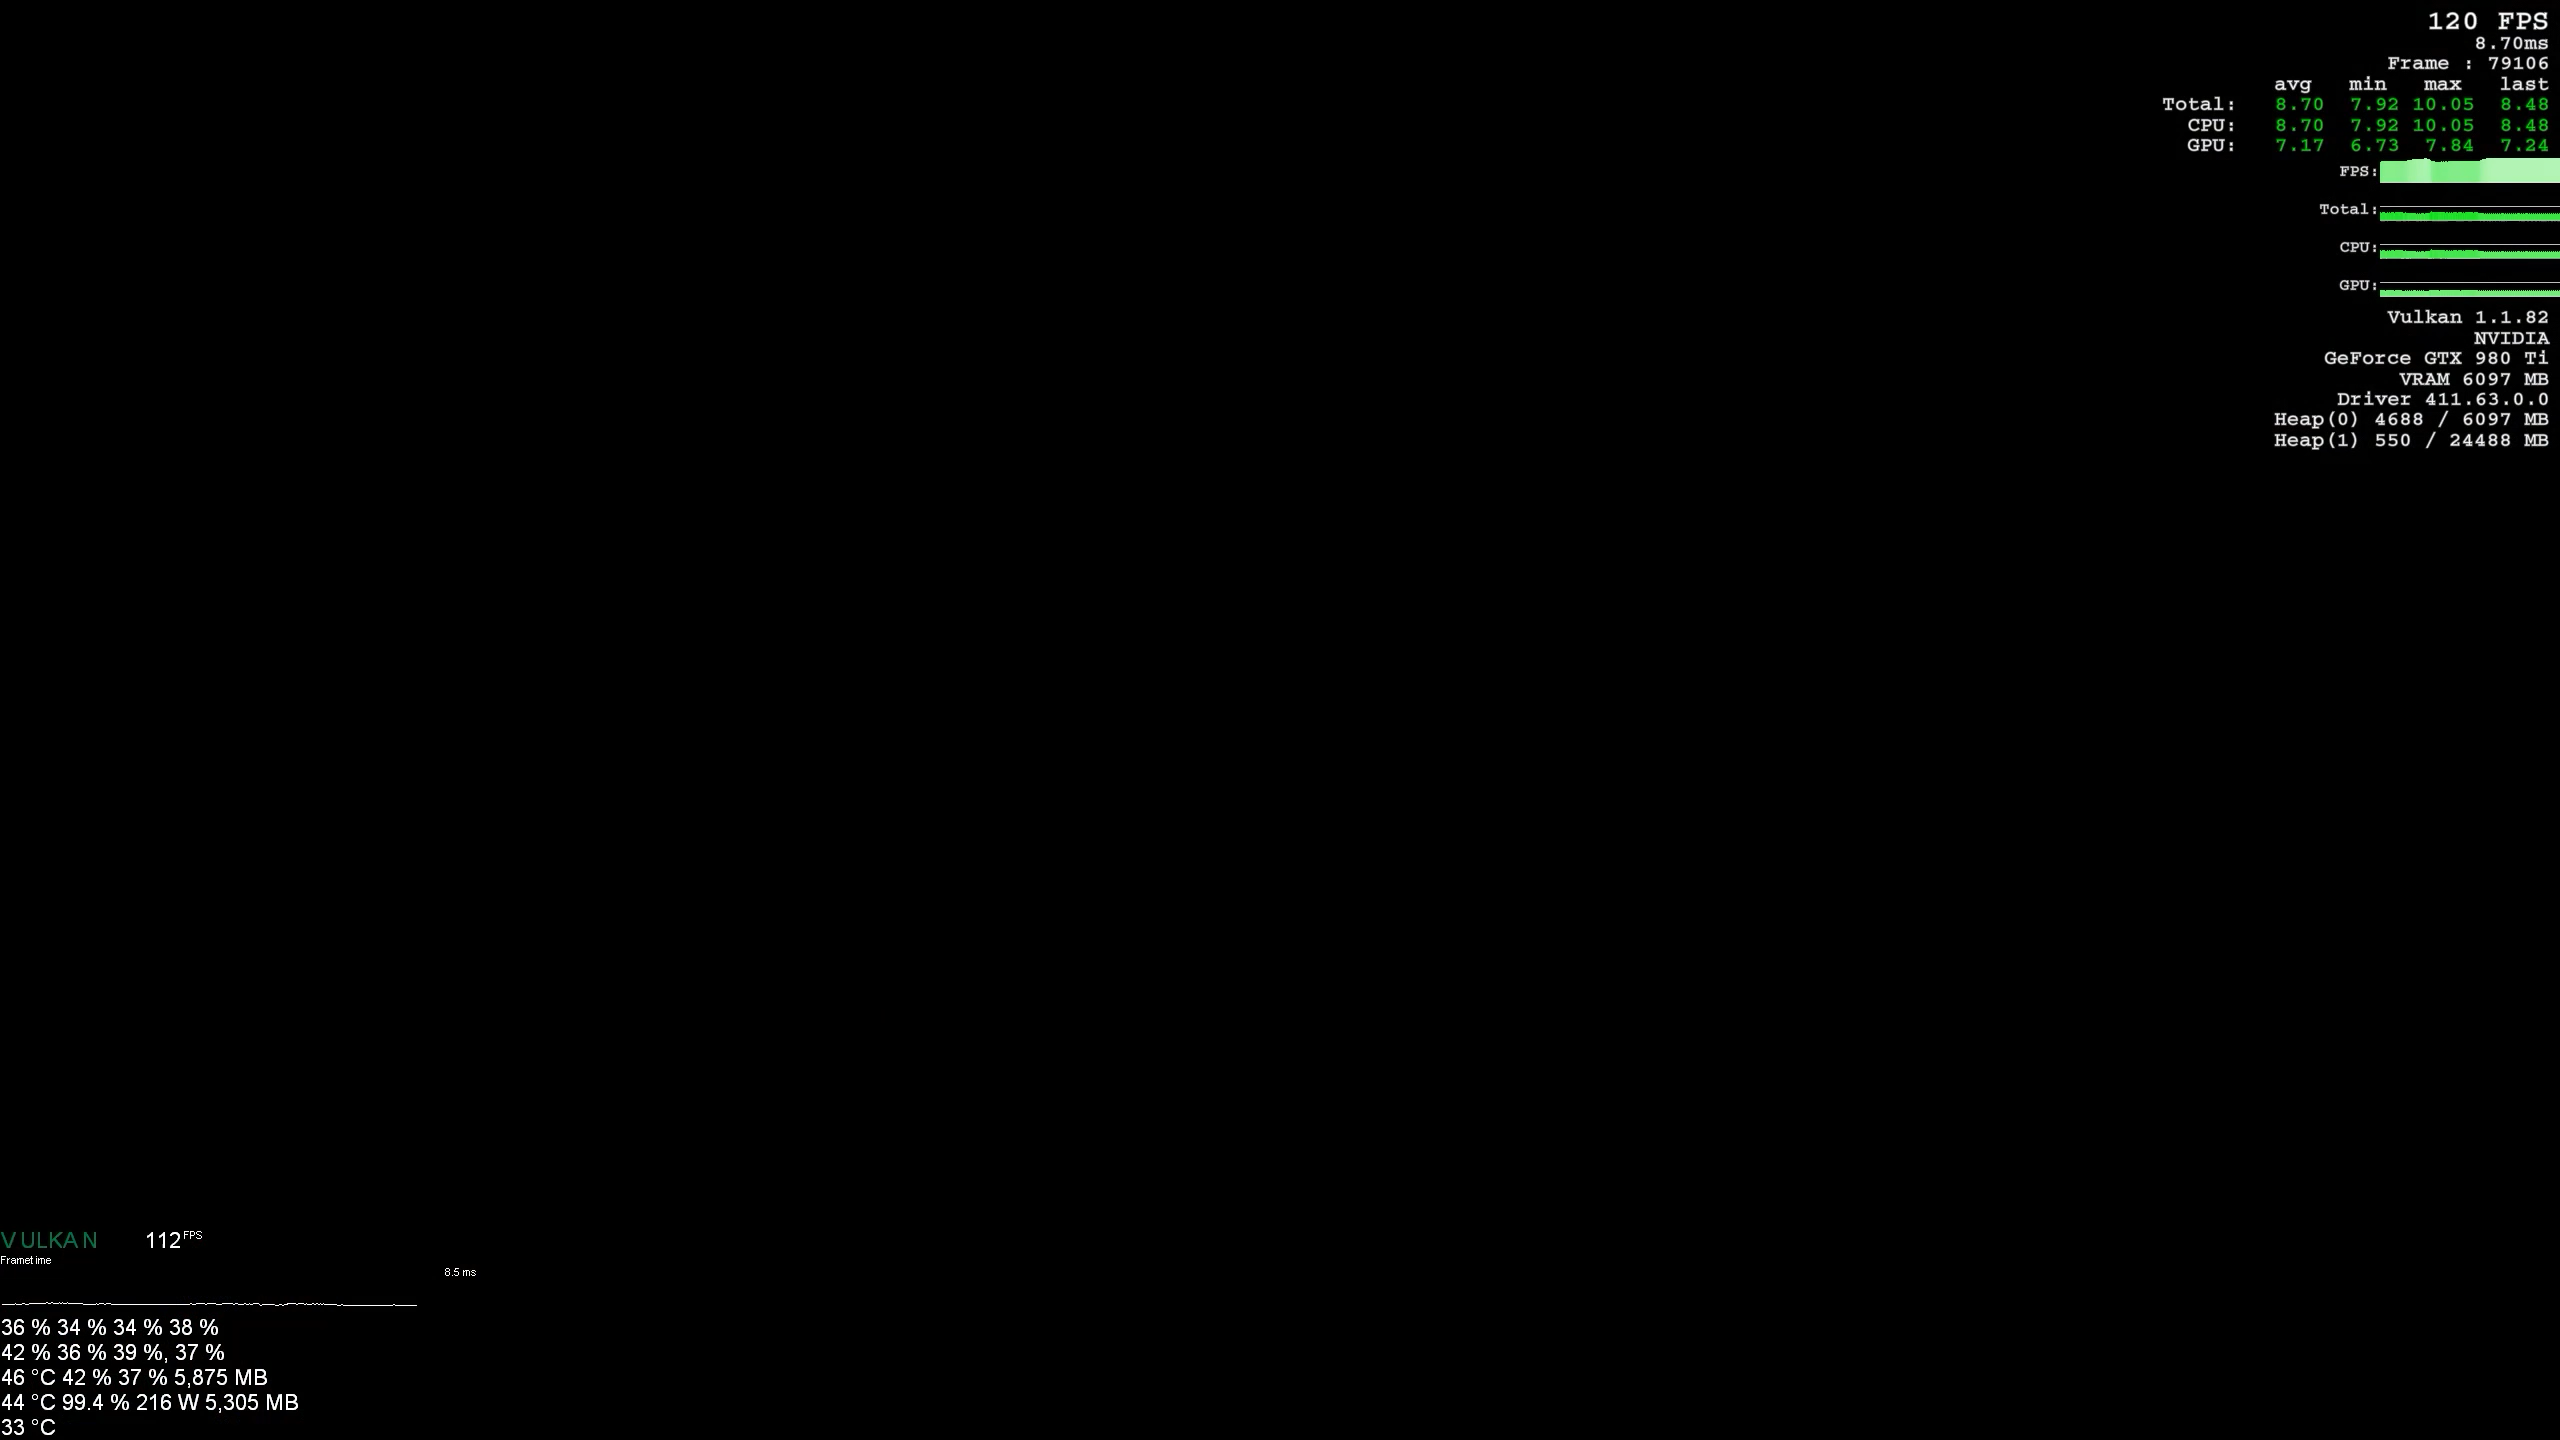 120 FPS
8.70ms
Frame : 79106
avg min max last
Total: 8.70 7.92 10.05 8.48
CPU: 8.70 7.92 10.05 8.48
GPU: 7.17 6.73 7.84 7.24
FPS:
Total:
CPU:
GPU:
Vulkan 1.1.82
NVIDIA
GeForce GTX 980 Ti
VRAM 6097 MB
Driver 411.63.0.0
Heap(0) 4688 / 6097 MB
Heap(1) 550 / 24488 MB
VULKAN 112 FPS
Frametime
8.5 ms
36 % 34 % 34 % 38 %
42 % 36 % 39 %, 37 %
46 °C 42 % 37 % 5,875 MB
44 °C 99.4 % 216 W 5,305 MB
33 °C